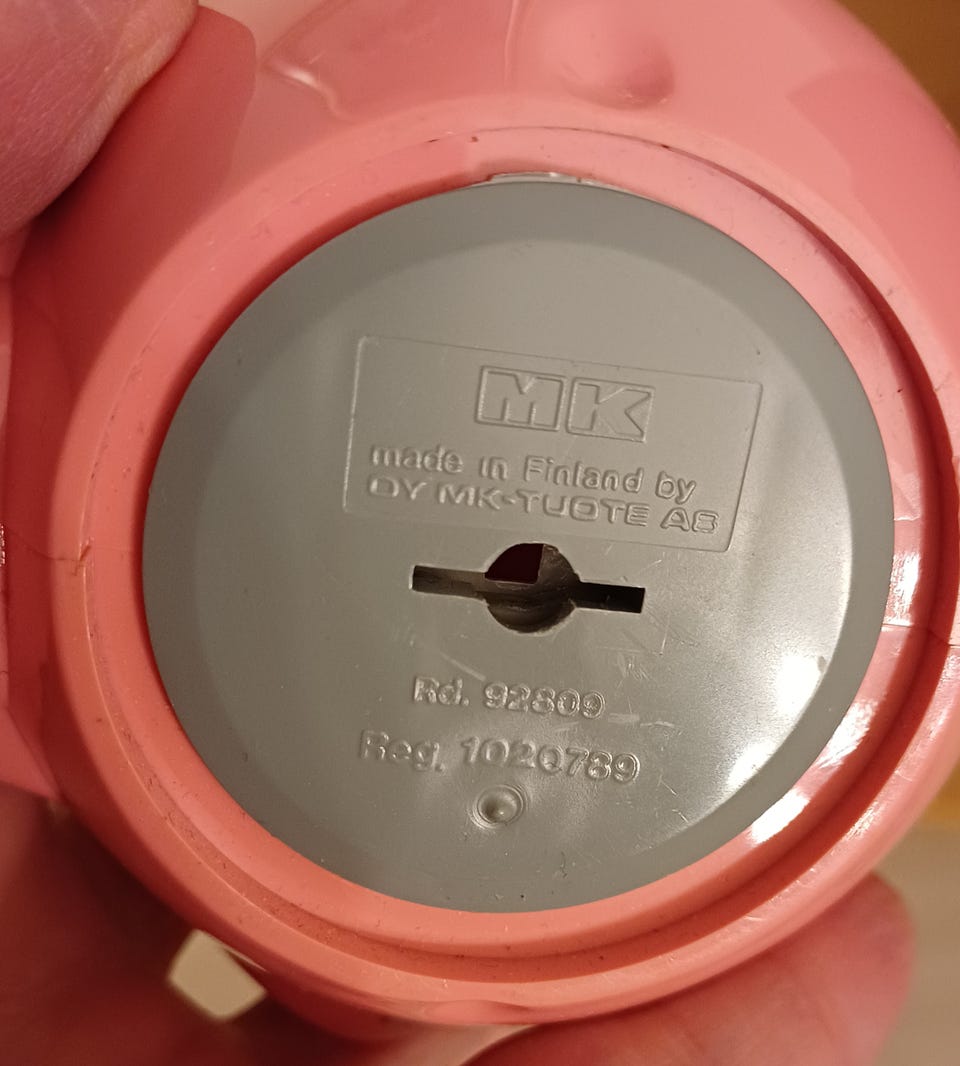 MK
made in Finland by
OY MK-TUOTE AB
Rd. 92809
Reg. 1020789